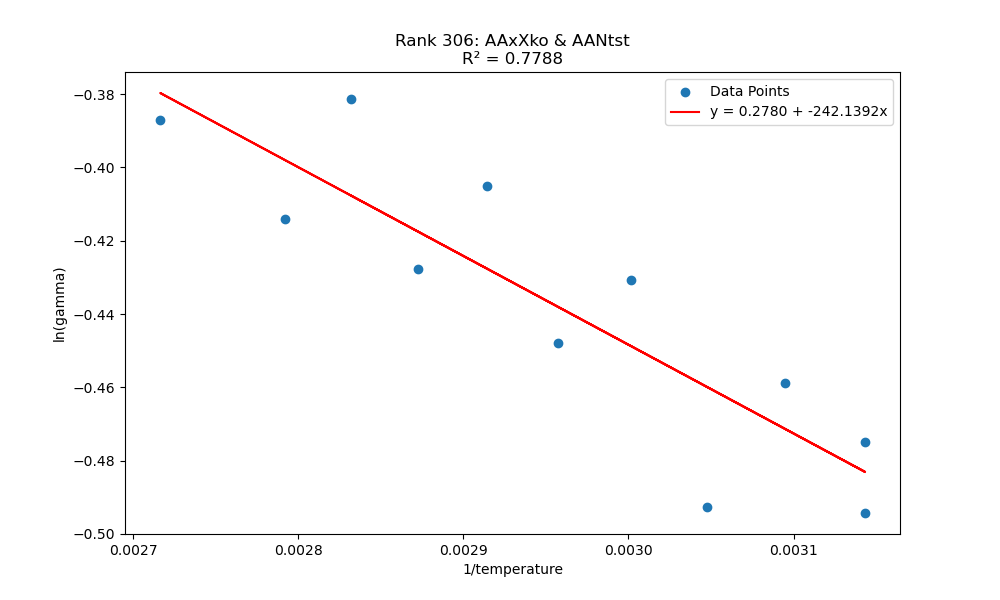 Rank 306: AAxXko & AANtst
R² = 0.7788
Data Points
y = 0.2780 + -242.1392x
−0.38
−0.40
−0.42
−0.44
−0.46
−0.48
−0.50
ln(gamma)
0.0027 0.0028 0.0029 0.0030 0.0031
1/temperature